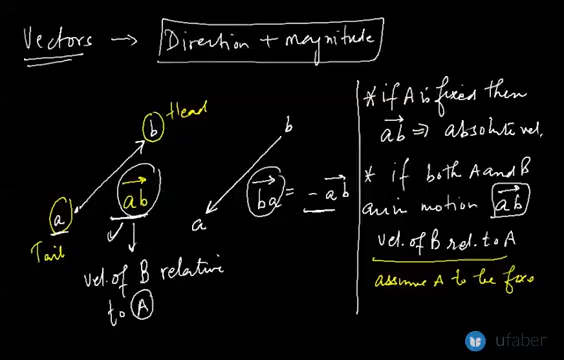 Vectors → Direction + magnitude
b Head
a
Tail
ab
vel. of B relative
to A
b
a
ba = - ab
* if A is fixed then
ab ⇒ absolute vel.
* if both A and B
are in motion ab
vel. of B rel. to A
assume A to be fixe
ufaber